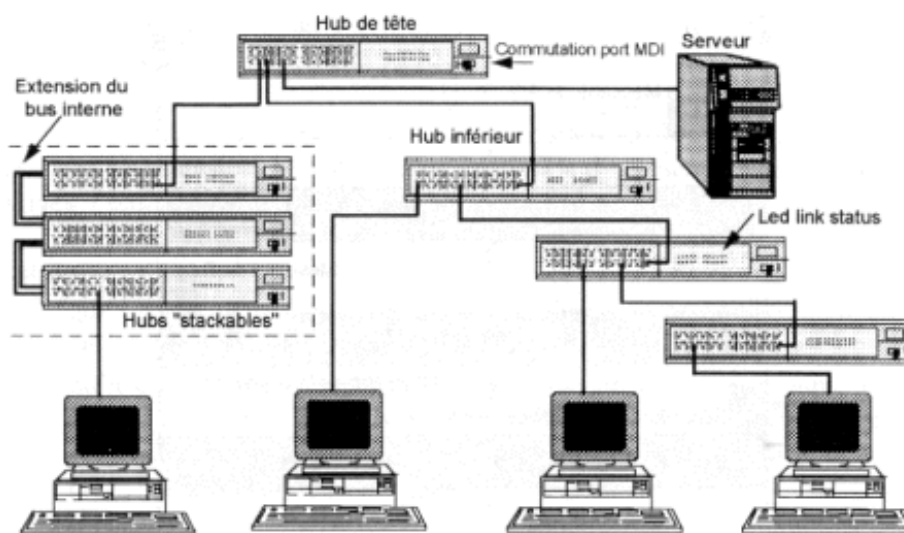 Hub de tête
Commutation port MDI
Serveur
Extension du
bus interne
Hub inférieur
Led link status
Hubs "stackables"